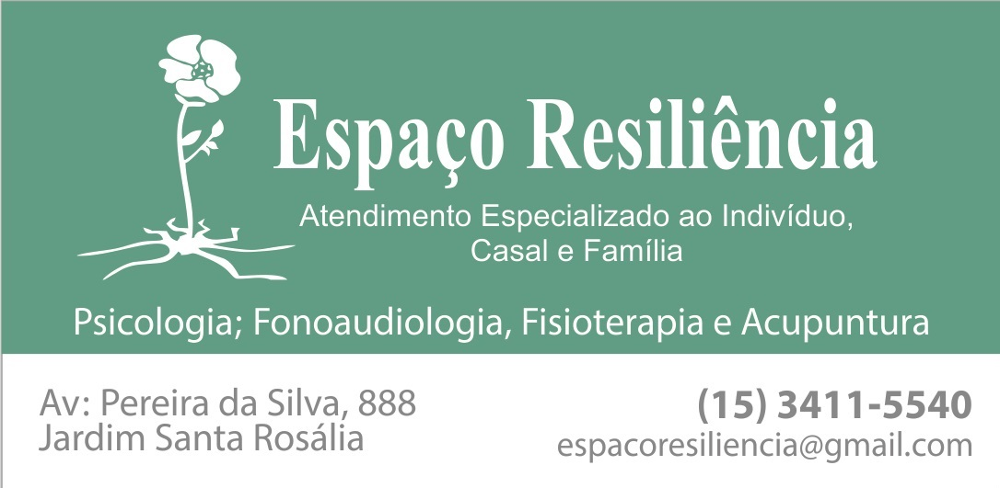 Espaço Resiliência
Atendimento Especializado ao Indivíduo,
Casal e Família
Psicologia; Fonoaudiologia, Fisioterapia e Acupuntura
Av: Pereira da Silva, 888
Jardim Santa Rosália
(15) 3411-5540
espacoresiliencia@gmail.com